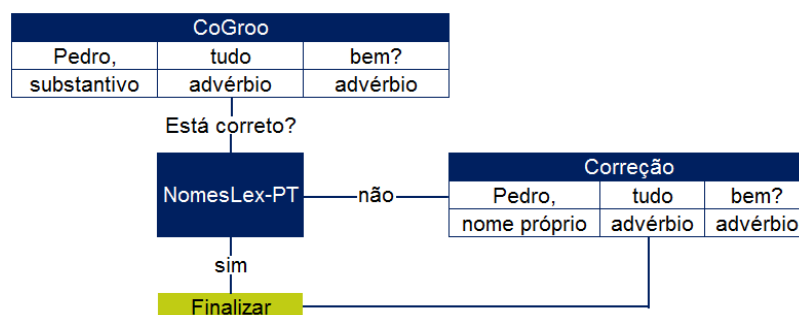 CoGroo
Pedro, tudo bem?
substantivo advérbio advérbio
Está correto?
NomesLex-PT
não
Correção
Pedro, tudo bem?
nome próprio advérbio advérbio
sim
Finalizar